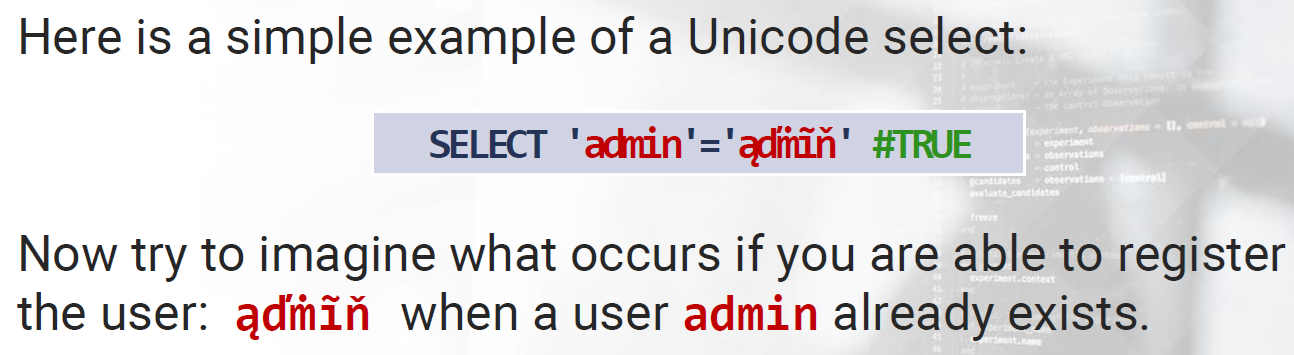 Here is a simple example of a Unicode select:
SELECT 'admin'='ąďṁĩň' #TRUE
Now try to imagine what occurs if you are able to register
the user: ąďṁĩň when a user admin already exists.